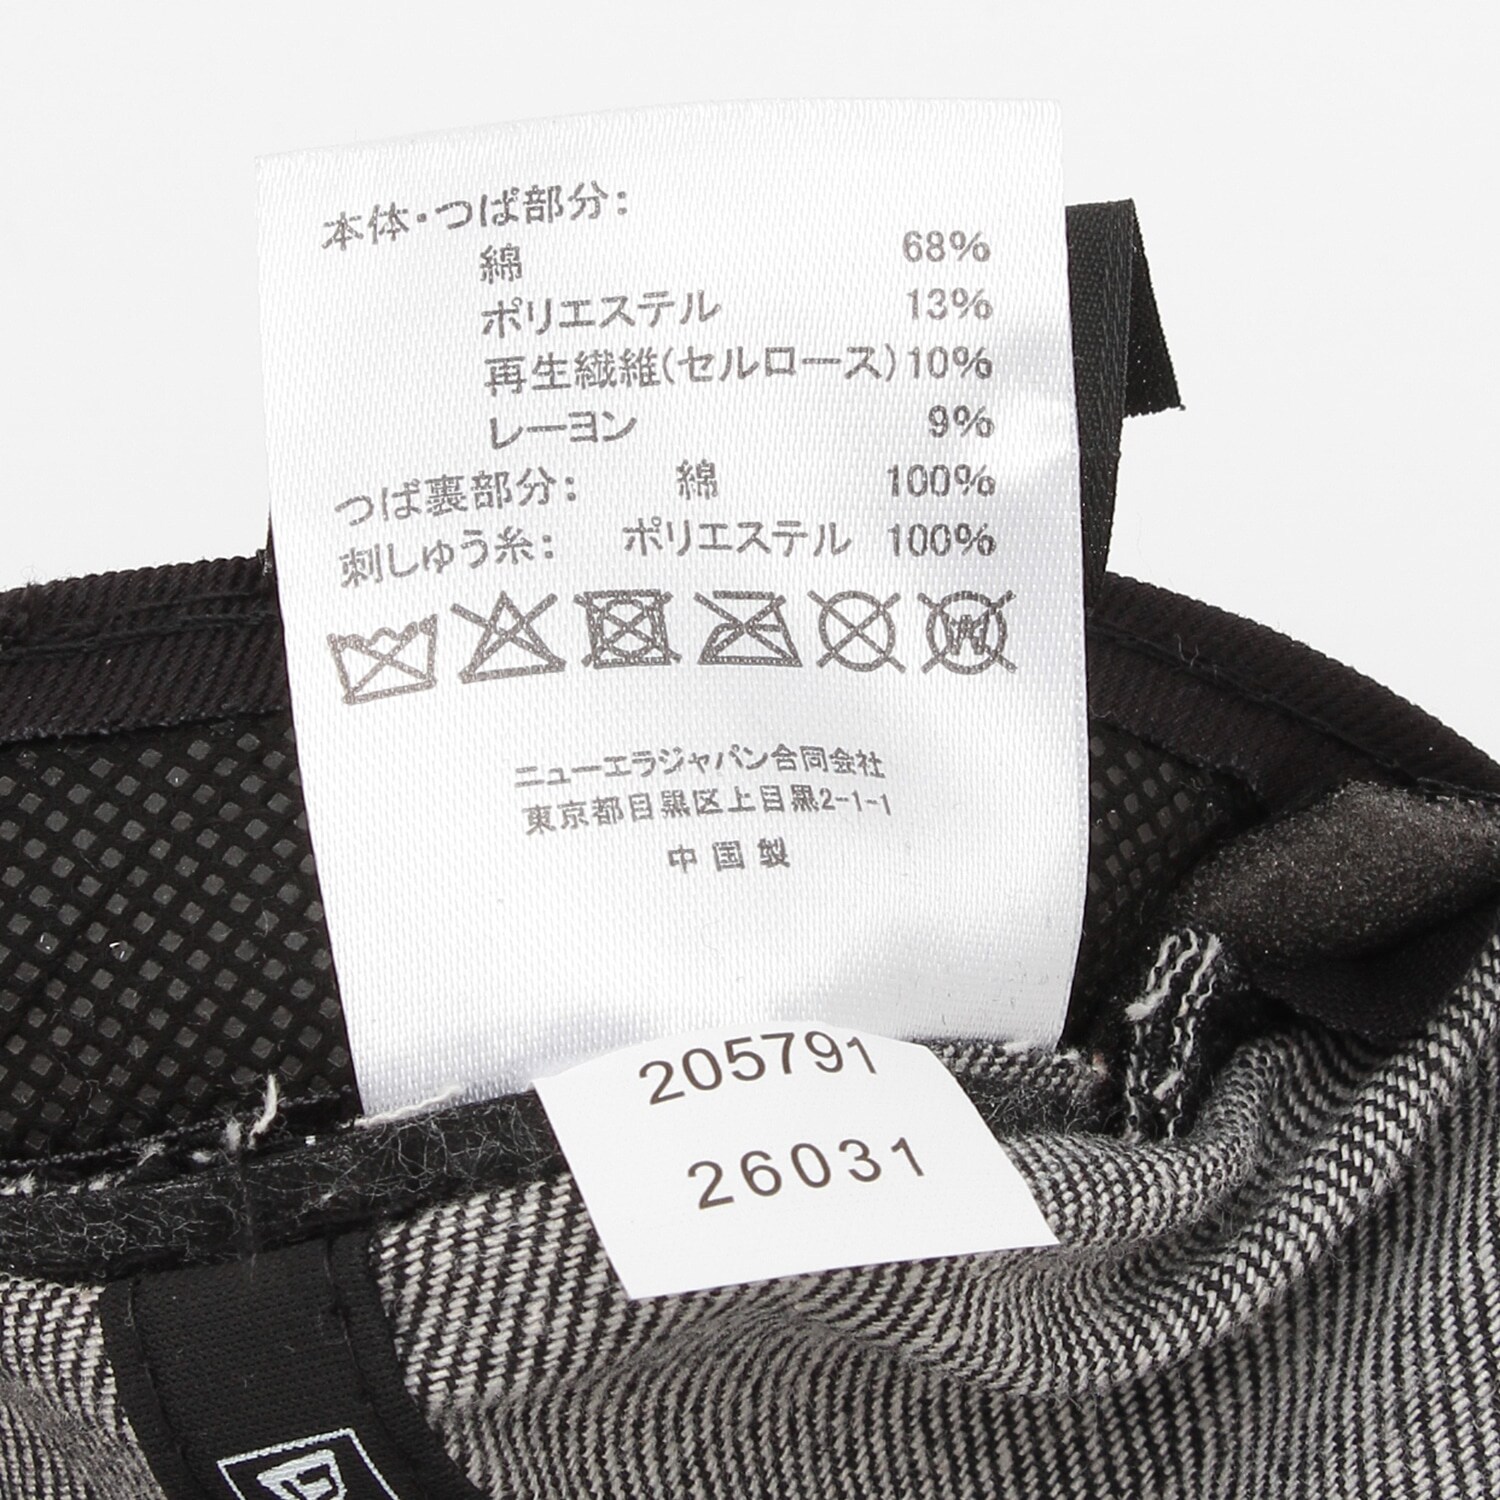 本体・つば部分:
綿 68%
ポリエステル 13%
再生繊維(セルロース) 10%
レーヨン 9%
つば裏部分: 綿 100%
刺しゅう糸: ポリエステル 100%
W
ニューエラジャパン合同会社
東京都目黒区上目黒2-1-1
中国製
205791
26031